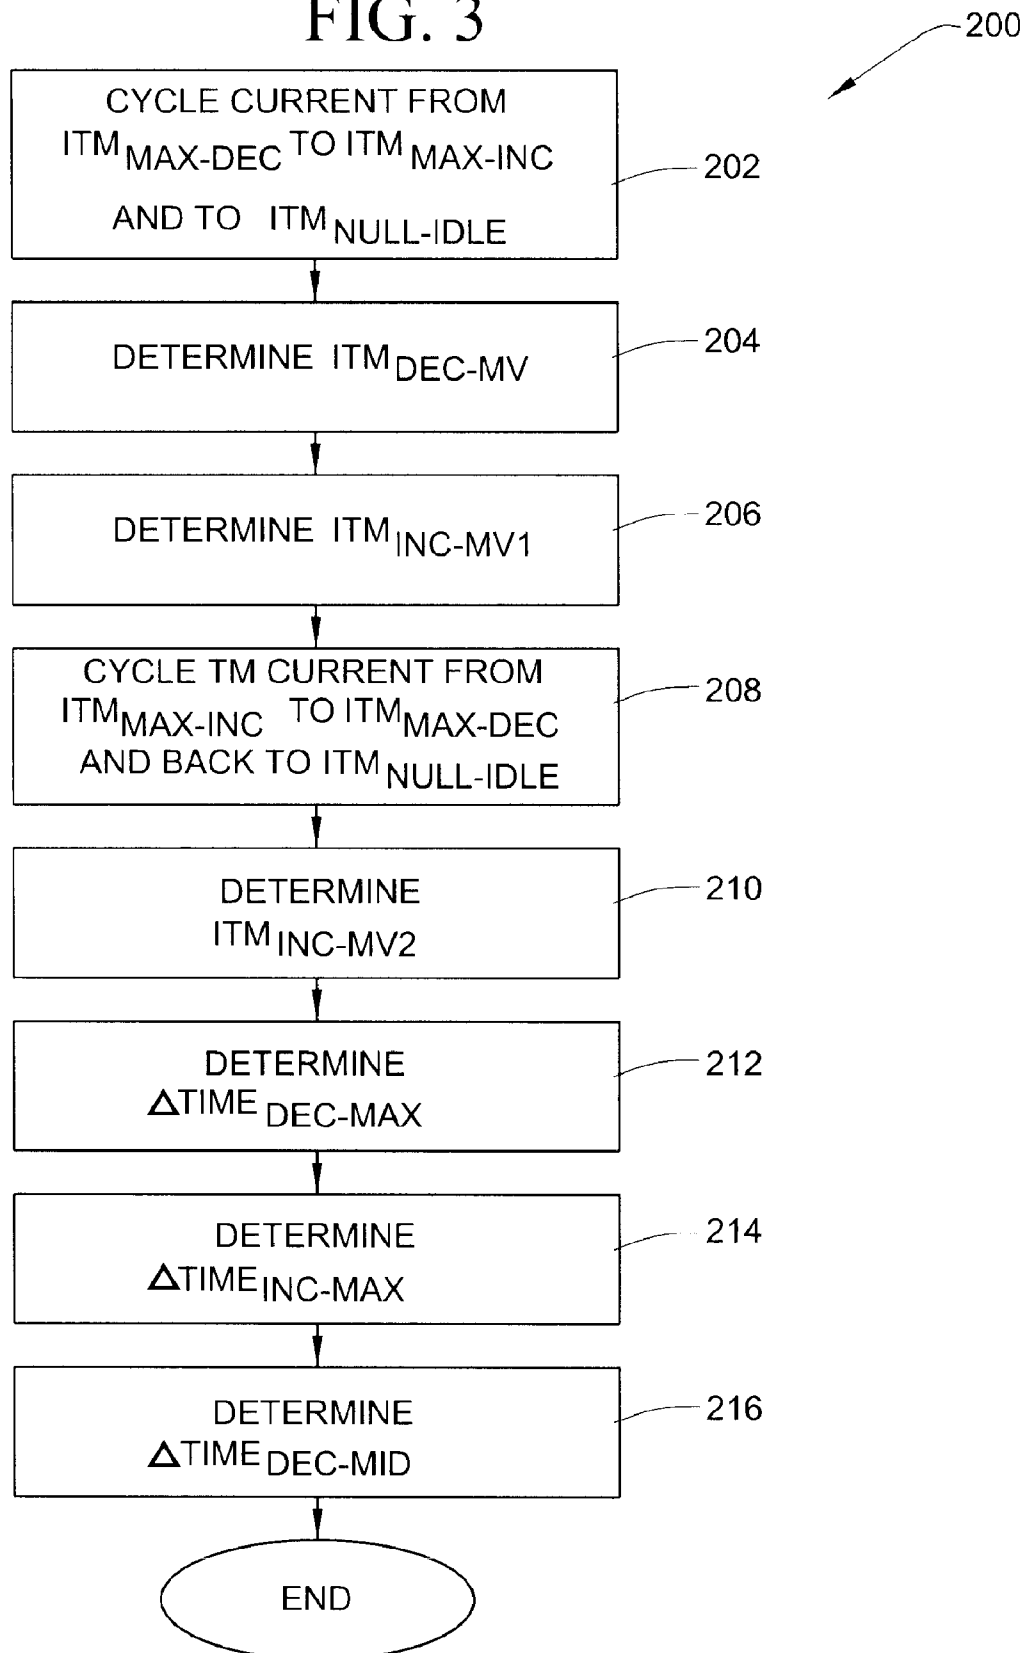 FIG. 3
200
CYCLE CURRENT FROM
ITM MAX-DEC TO ITM MAX-INC
AND TO ITM NULL-IDLE
202
DETERMINE ITM DEC-MV
204
DETERMINE ITM INC-MV1
206
CYCLE TM CURRENT FROM
ITM MAX-INC TO ITM MAX-DEC
AND BACK TO ITM NULL-IDLE
208
DETERMINE
ITM INC-MV2
210
DETERMINE
ΔTIME DEC-MAX
212
DETERMINE
ΔTIME INC-MAX
214
DETERMINE
ΔTIME DEC-MID
216
END